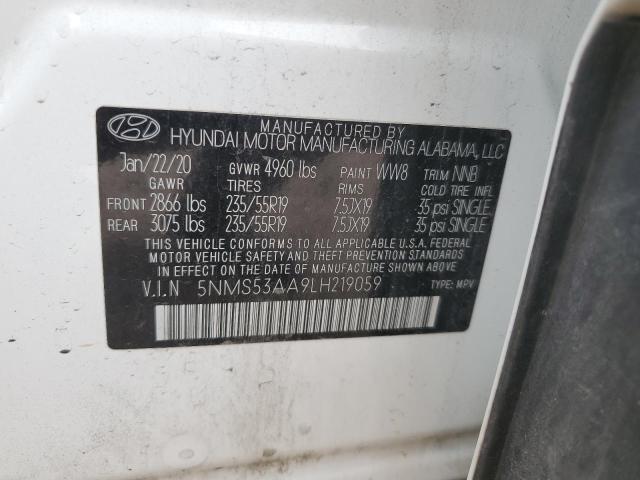 MANUFACTURED BY
HYUNDAI MOTOR MANUFACTURING ALABAMA, LLC
Jan/22/20 GVWR 4960 lbs PAINT WW8 TRIM NNB
GAWR TIRES RIMS COLD TIRE INFL
FRONT 2866 lbs 235/55R19 7.5JX19 35 psi SINGLE
REAR 3075 lbs 235/55R19 7.5JX19 35 psi SINGLE
THIS VEHICLE CONFORMS TO ALL APPLICABLE U.S.A. FEDERAL
MOTOR VEHICLE SAFETY, BUMPER, AND THEFT PREVENTION STANDARDS
IN EFFECT ON THE DATE OF MANUFACTURE SHOWN ABOVE.
V.I.N 5NMS53AA9LH219059 TYPE: MPV